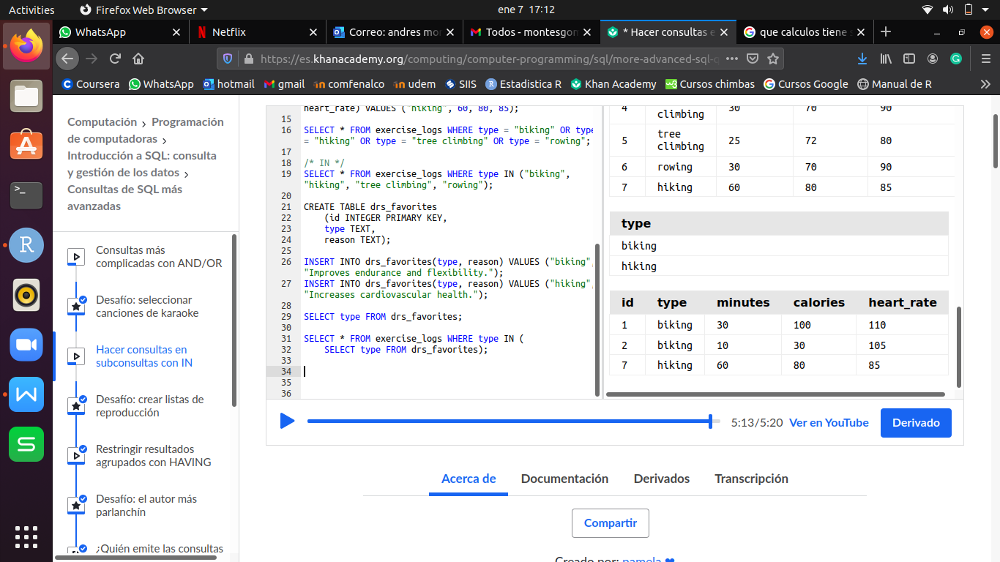 Activities
Firefox Web Browser
ene 7 17:12
WhatsApp
Netflix
Correo: andres mo
Todos - montesgon
* Hacer consultas e
que calculos tiene
https://es.khanacademy.org/computing/computer-programming/sql/more-advanced-sql-q
Coursera
WhatsApp
hotmail
gmail
comfenalco
udem
SIIS
Estadistica R
Khan Academy
Cursos chimbas
Cursos Google
Manual de R
Computación › Programación
de computadoras ›
Introducción a SQL: consulta
y gestión de los datos ›
Consultas de SQL más
avanzadas
Consultas más
complicadas con AND/OR
Desafío: seleccionar
canciones de karaoke
Hacer consultas en
subconsultas con IN
Desafío: crear listas de
reproducción
Restringir resultados
agrupados con HAVING
Desafío: el autor más
parlanchín
¿Quién emite las consultas
heart_rate) VALUES ("hiking", 60, 80, 85);
15
16 SELECT * FROM exercise_logs WHERE type = "biking" OR type
= "hiking" OR type = "tree climbing" OR type = "rowing";
17
18 /* IN */
19 SELECT * FROM exercise_logs WHERE type IN ("biking",
"hiking", "tree climbing", "rowing");
20
21 CREATE TABLE drs_favorites
22 (id INTEGER PRIMARY KEY,
23 type TEXT,
24 reason TEXT);
25
26 INSERT INTO drs_favorites(type, reason) VALUES ("biking",
"Improves endurance and flexibility.");
27 INSERT INTO drs_favorites(type, reason) VALUES ("hiking",
"Increases cardiovascular health.");
28
29 SELECT type FROM drs_favorites;
30
31 SELECT * FROM exercise_logs WHERE type IN (
32 SELECT type FROM drs_favorites);
33
34
35
36
4 climbing 30 70 90
5 tree climbing 25 72 80
6 rowing 30 70 90
7 hiking 60 80 85
type
biking
hiking
id type minutes calories heart_rate
1 biking 30 100 110
2 biking 10 30 105
7 hiking 60 80 85
5:13/5:20
Ver en YouTube
Derivado
Acerca de
Documentación
Derivados
Transcripción
Compartir
Creado por: pamela